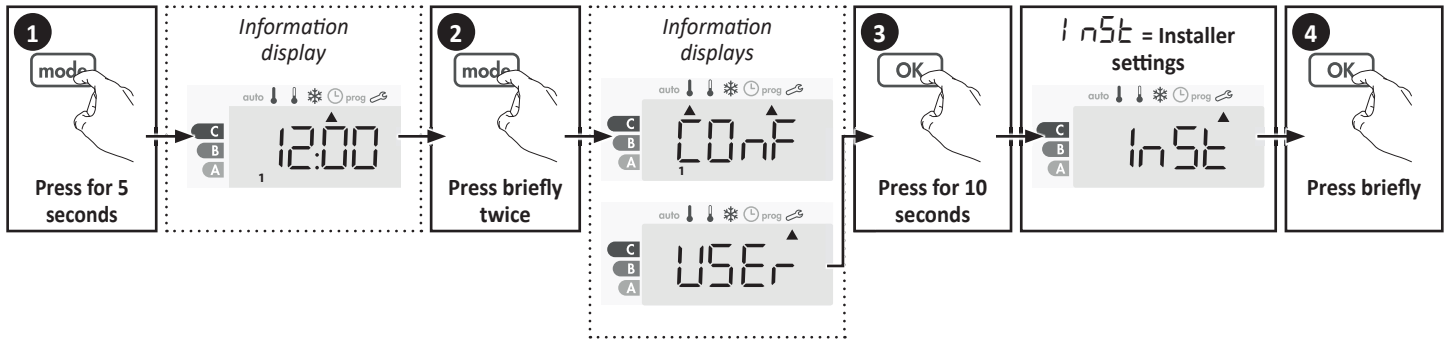 1
mode
Press for 5
seconds
Information
display
auto prog
C
B
A
12:00
1
2
mode
Press briefly
twice
Information
displays
auto prog
C
B
A
COnF
1
auto prog
C
B
A
USEr
3
OK
Press for 10
seconds
InSt = Installer
settings
auto prog
C
B
A
InSt
4
OK
Press briefly